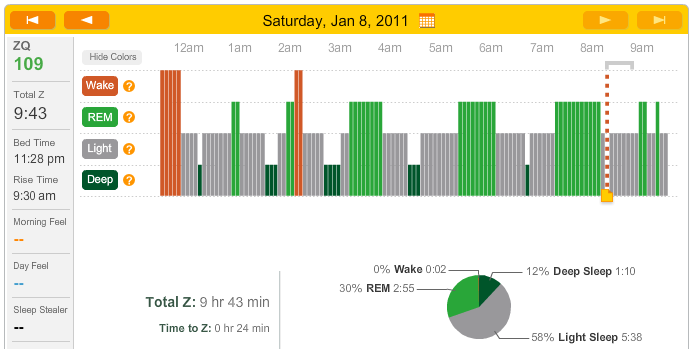 Saturday, Jan 8, 2011
ZQ
109
Total Z
9:43
Bed Time
11:28 pm
Rise Time
9:30 am
Morning Feel
--
Day Feel
--
Sleep Stealer
--
Hide Colors
12am 1am 2am 3am 4am 5am 6am 7am 8am 9am
Wake ?
REM ?
Light ?
Deep ?
Total Z: 9 hr 43 min
Time to Z: 0 hr 24 min
0% Wake 0:02
12% Deep Sleep 1:10
30% REM 2:55
58% Light Sleep 5:38